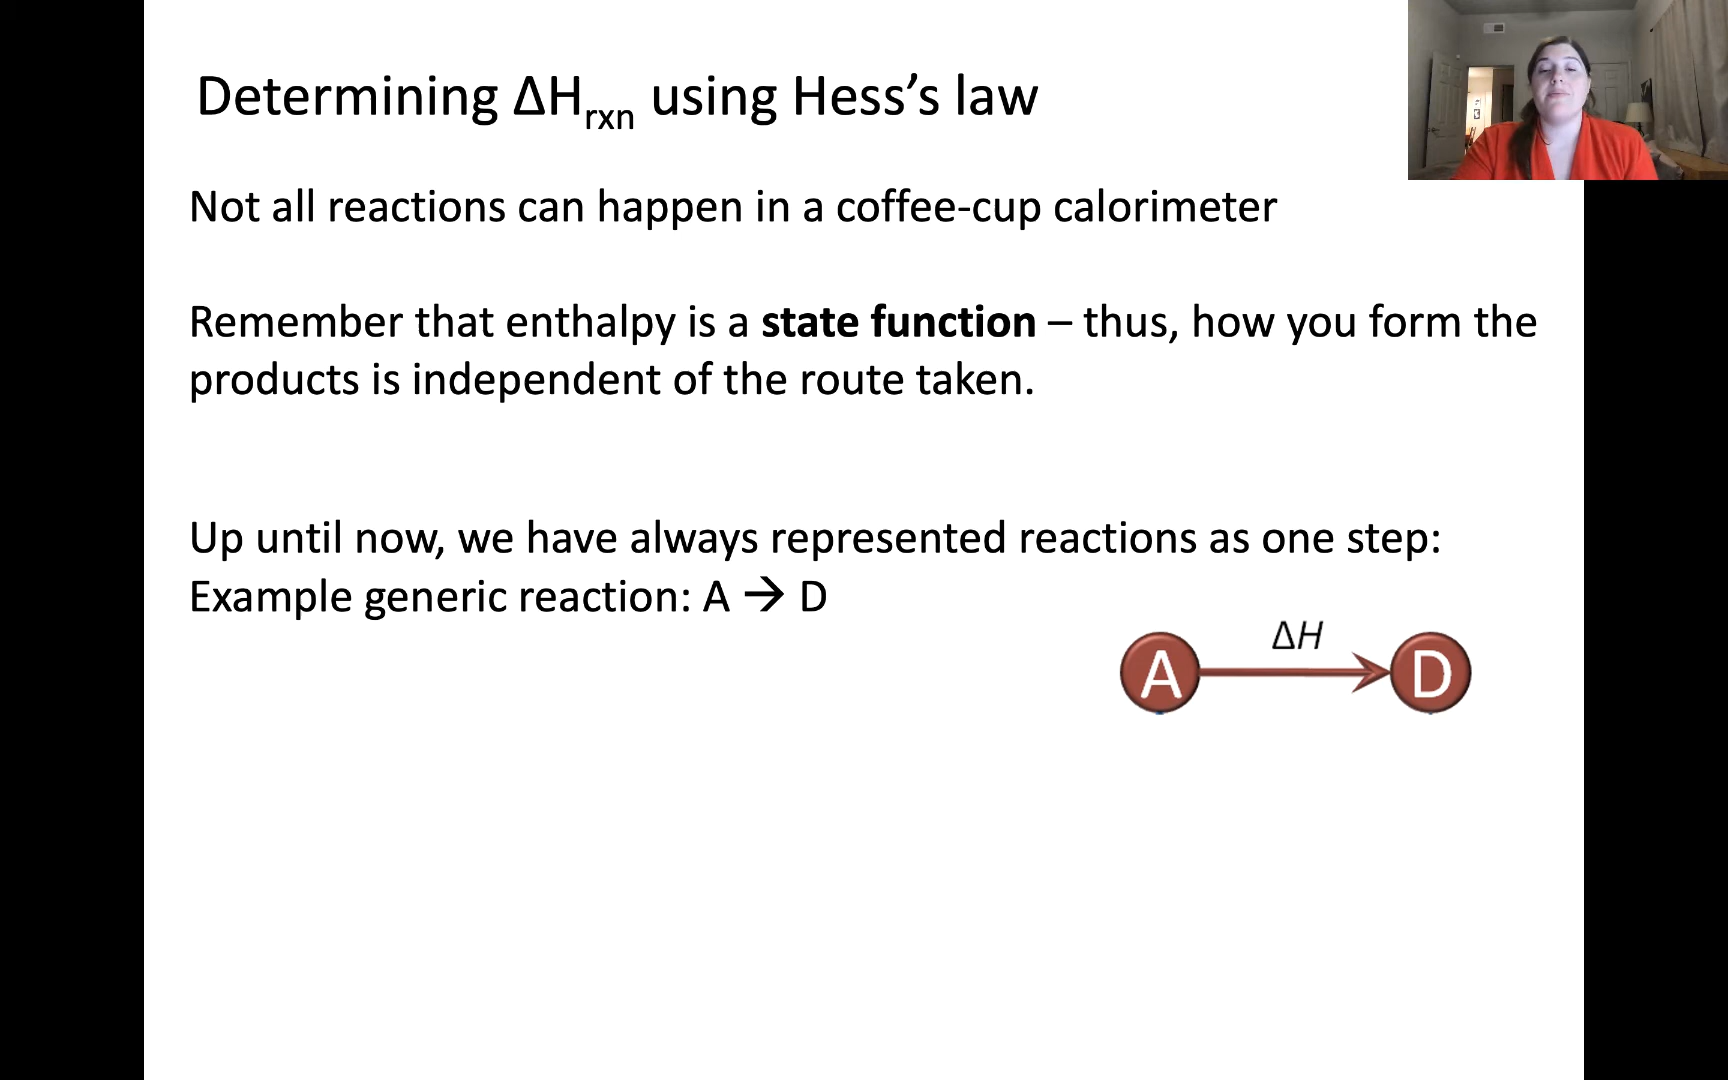 Determining ΔHrxn using Hess’s law
Not all reactions can happen in a coffee-cup calorimeter
Remember that enthalpy is a state function – thus, how you form the
products is independent of the route taken.
Up until now, we have always represented reactions as one step:
Example generic reaction: A → D
ΔH
A D